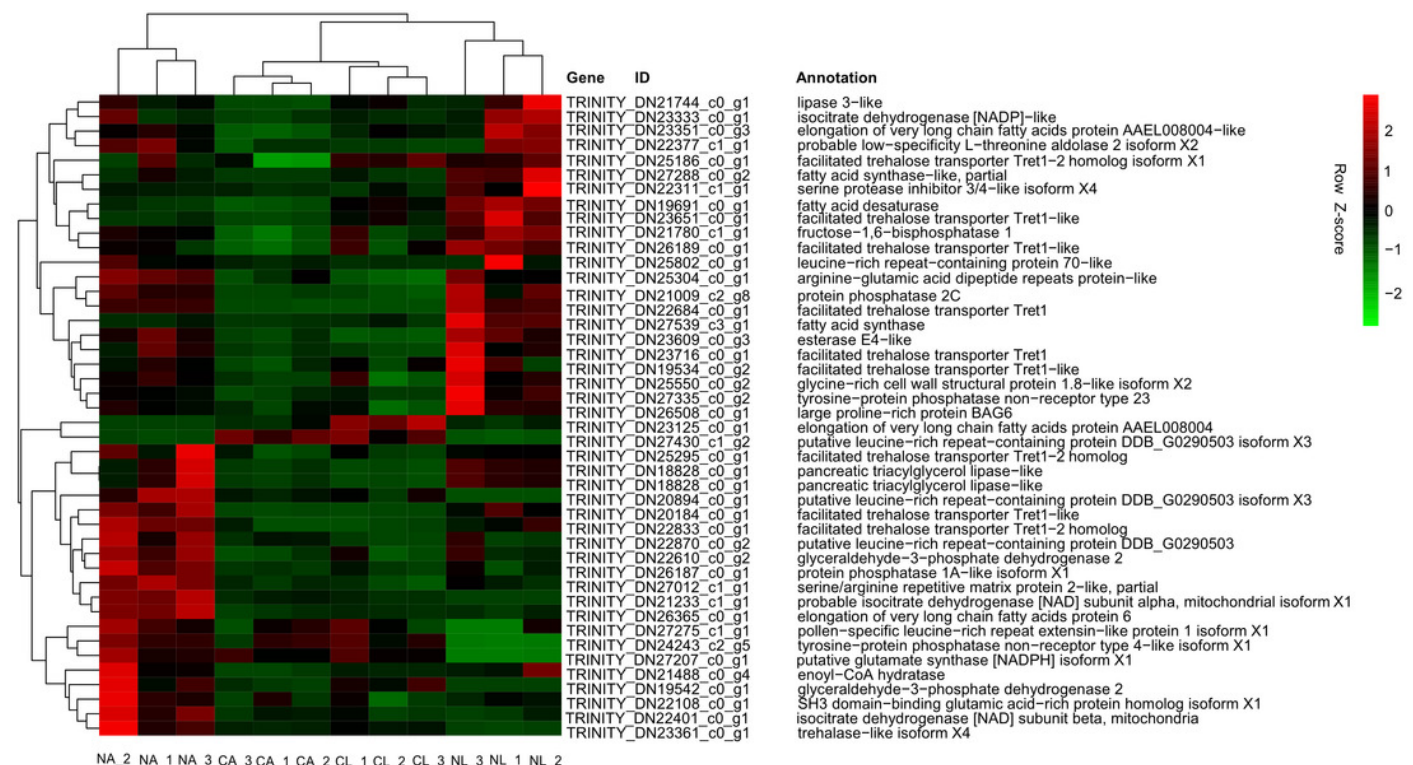 Gene ID Annotation
TRINITY_DN21744_c0_g1 lipase 3−like
TRINITY_DN23333_c0_g1 isocitrate dehydrogenase [NADP]−like
TRINITY_DN23351_c0_g3 elongation of very long chain fatty acids protein AAEL008004−like
TRINITY_DN22377_c1_g1 probable low−specificity L−threonine aldolase 2 isoform X2
TRINITY_DN25186_c0_g1 facilitated trehalose transporter Tret1−2 homolog isoform X1
TRINITY_DN27288_c0_g2 fatty acid synthase−like, partial
TRINITY_DN22311_c1_g1 serine protease inhibitor 3/4−like isoform X4
TRINITY_DN19691_c0_g1 fatty acid desaturase
TRINITY_DN23651_c0_g1 facilitated trehalose transporter Tret1−like
TRINITY_DN21780_c1_g1 fructose−1,6−bisphosphatase 1
TRINITY_DN26189_c0_g1 facilitated trehalose transporter Tret1−like
TRINITY_DN25802_c0_g1 leucine−rich repeat−containing protein 70−like
TRINITY_DN25304_c0_g1 arginine−glutamic acid dipeptide repeats protein−like
TRINITY_DN21009_c2_g8 protein phosphatase 2C
TRINITY_DN22684_c0_g1 facilitated trehalose transporter Tret1
TRINITY_DN27539_c3_g1 fatty acid synthase
TRINITY_DN23609_c0_g3 esterase E4−like
TRINITY_DN23716_c0_g1 facilitated trehalose transporter Tret1
TRINITY_DN19534_c0_g2 facilitated trehalose transporter Tret1−like
TRINITY_DN25550_c0_g2 glycine−rich cell wall structural protein 1.8−like isoform X2
TRINITY_DN27335_c0_g2 tyrosine−protein phosphatase non−receptor type 23
TRINITY_DN26508_c0_g1 large proline−rich protein BAG6
TRINITY_DN23125_c0_g1 elongation of very long chain fatty acids protein AAEL008004
TRINITY_DN27430_c1_g2 putative leucine−rich repeat−containing protein DDB_G0290503 isoform X3
TRINITY_DN25295_c0_g1 facilitated trehalose transporter Tret1−2 homolog
TRINITY_DN18828_c0_g1 pancreatic triacylglycerol lipase−like
TRINITY_DN18828_c0_g1 pancreatic triacylglycerol lipase−like
TRINITY_DN20894_c0_g1 putative leucine−rich repeat−containing protein DDB_G0290503 isoform X3
TRINITY_DN20184_c0_g1 facilitated trehalose transporter Tret1−like
TRINITY_DN22833_c0_g1 facilitated trehalose transporter Tret1−2 homolog
TRINITY_DN22870_c0_g2 putative leucine−rich repeat−containing protein DDB_G0290503
TRINITY_DN22610_c0_g2 glyceraldehyde−3−phosphate dehydrogenase 2
TRINITY_DN26187_c0_g1 protein phosphatase 1A−like isoform X1
TRINITY_DN27012_c1_g1 serine/arginine repetitive matrix protein 2−like, partial
TRINITY_DN21233_c1_g1 probable isocitrate dehydrogenase [NAD] subunit alpha, mitochondrial isoform X1
TRINITY_DN26365_c0_g1 elongation of very long chain fatty acids protein 6
TRINITY_DN27275_c1_g1 pollen−specific leucine−rich repeat extensin−like protein 1 isoform X1
TRINITY_DN24243_c2_g5 tyrosine−protein phosphatase non−receptor type 4−like isoform X1
TRINITY_DN27207_c0_g1 putative glutamate synthase [NADPH] isoform X1
TRINITY_DN21488_c0_g4 enoyl−CoA hydratase
TRINITY_DN19542_c0_g1 glyceraldehyde−3−phosphate dehydrogenase 2
TRINITY_DN22108_c0_g1 SH3 domain−binding glutamic acid−rich protein homolog isoform X1
TRINITY_DN22401_c0_g1 isocitrate dehydrogenase [NAD] subunit beta, mitochondria
TRINITY_DN23361_c0_g1 trehalase−like isoform X4
NA_2 NA_1 NA_3 CA_3 CA_1 CA_2 CL_1 CL_2 CL_3 NL_3 NL_1 NL_2
2
1
0
−1
−2
Row Z−score